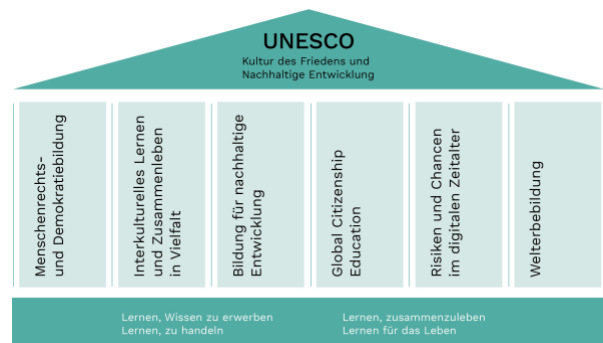 UNESCO
Kultur des Friedens und
Nachhaltige Entwicklung
Menschenrechts-
und Demokratiebildung
Interkulturelles Lernen
und Zusammenleben
in Vielfalt
Bildung für nachhaltige
Entwicklung
Global Citizenship
Education
Risiken und Chancen
im digitalen Zeitalter
Welterbebildung
Lernen, Wissen zu erwerben
Lernen, zu handeln
Lernen, zusammenzuleben
Lernen für das Leben